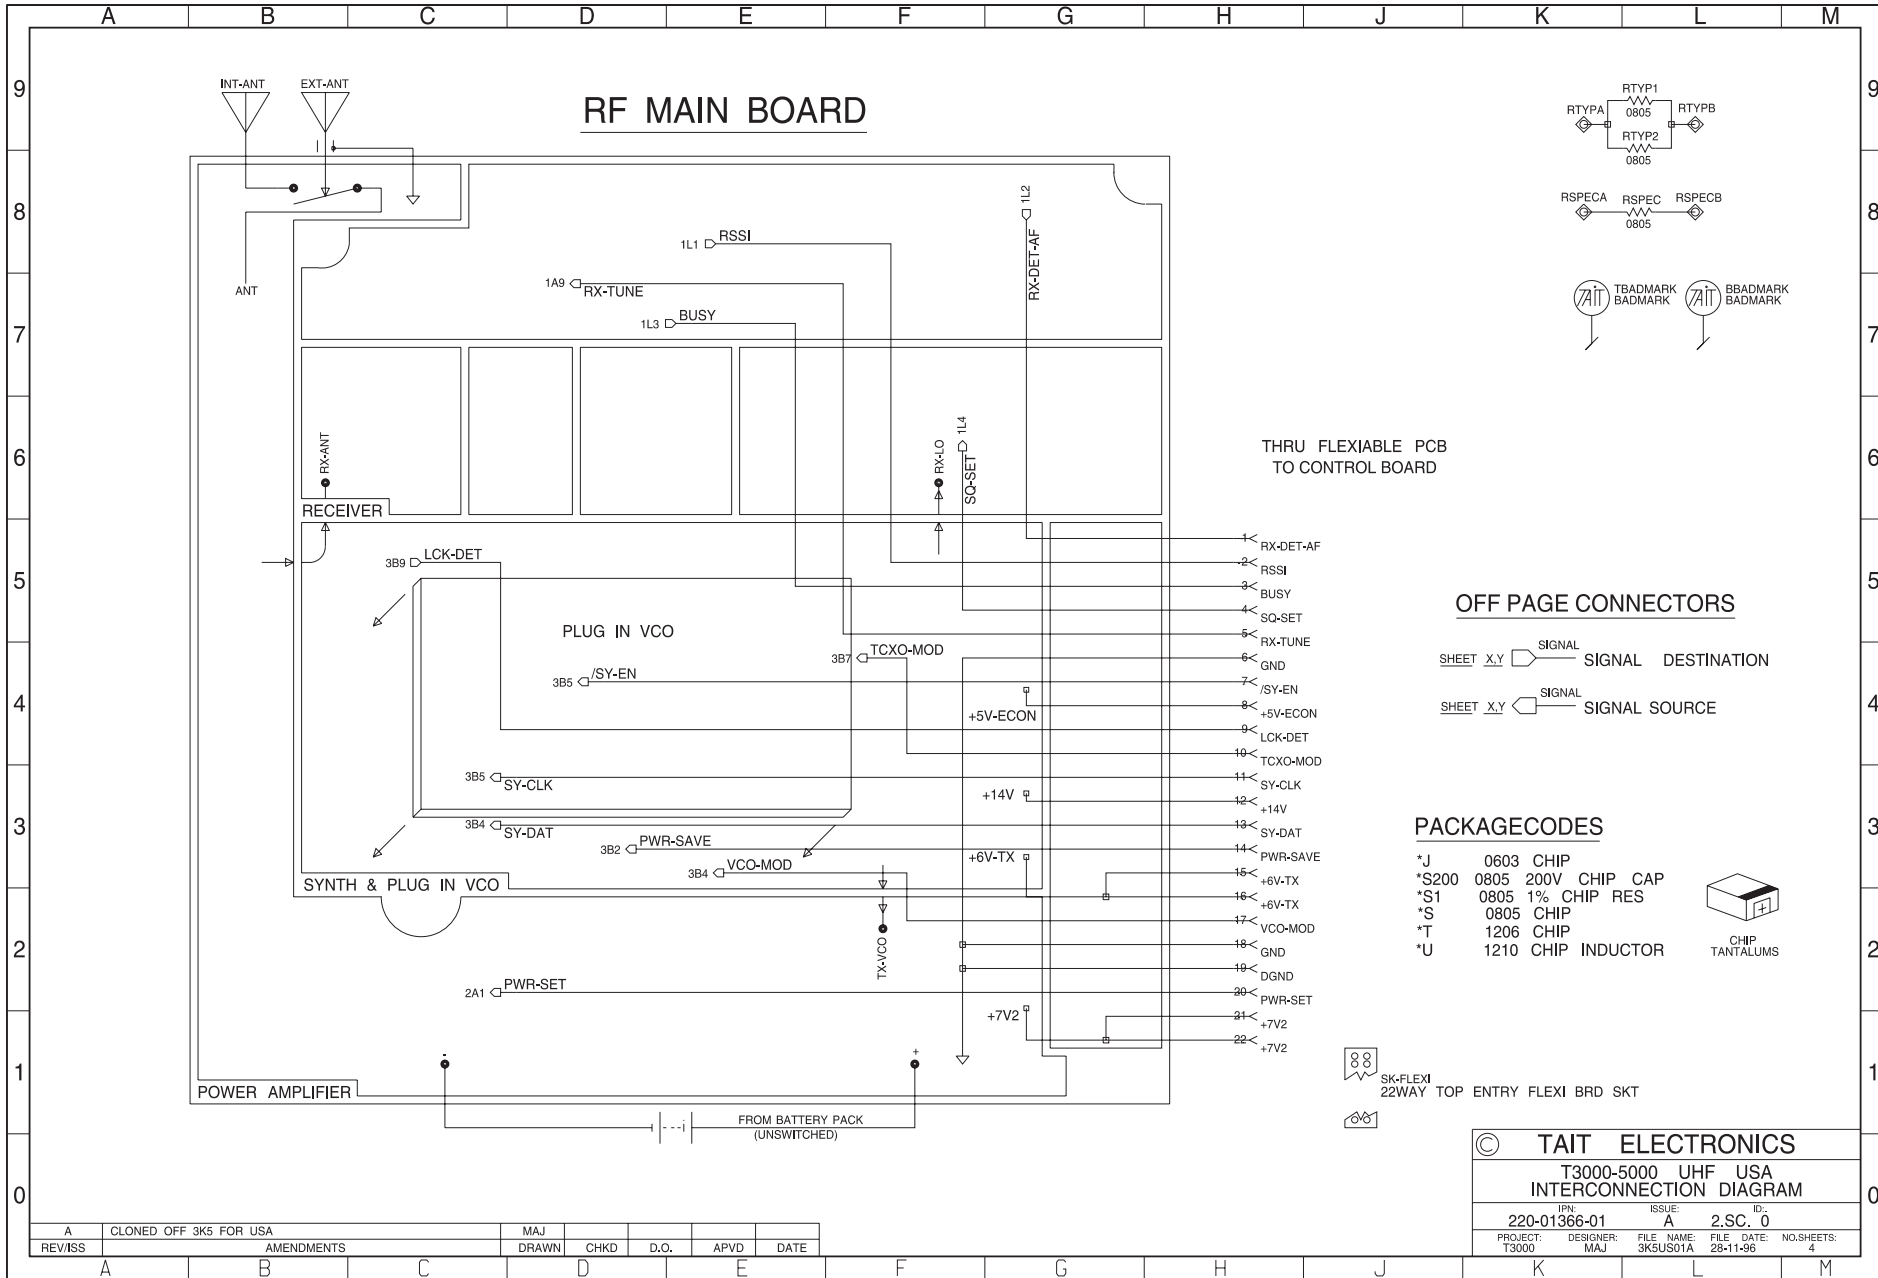 A B C D E F G H J K L M
9 9
8 8
7 7
6 6
5 5
4 4
3 3
2 2
1 1
0 0
RF MAIN BOARD
INT-ANT EXT-ANT
ANT
1L1 RSSI
1A9 RX-TUNE
1L3 BUSY
1L2
RX-DET-AF
RX-ANT
RX-LO
1L4
SQ-SET
RECEIVER
3B9 LCK-DET
PLUG IN VCO
3B7 TCXO-MOD
3B5 /SY-EN
+5V-ECON
3B5 SY-CLK
+14V
3B4 SY-DAT
3B2 PWR-SAVE
+6V-TX
3B4 VCO-MOD
SYNTH & PLUG IN VCO
TX-VCO
2A1 PWR-SET
+7V2
- +
POWER AMPLIFIER
FROM BATTERY PACK
(UNSWITCHED)
THRU FLEXIABLE PCB
TO CONTROL BOARD
1 RX-DET-AF
2 RSSI
3 BUSY
4 SQ-SET
5 RX-TUNE
6 GND
7 /SY-EN
8 +5V-ECON
9 LCK-DET
10 TCXO-MOD
11 SY-CLK
12 +14V
13 SY-DAT
14 PWR-SAVE
15 +6V-TX
16 +6V-TX
17 VCO-MOD
18 GND
19 DGND
20 PWR-SET
21 +7V2
22 +7V2
RTYP1
RTYPA 0805 RTYPB
RTYP2
0805
RSPECA RSPEC RSPECB
0805
TAIT TBADMARK
BADMARK
TAIT BBADMARK
BADMARK
OFF PAGE CONNECTORS
SHEET X,Y SIGNAL SIGNAL DESTINATION
SHEET X,Y SIGNAL SIGNAL SOURCE
PACKAGECODES
*J 0603 CHIP
*S200 0805 200V CHIP CAP
*S1 0805 1% CHIP RES
*S 0805 CHIP
*T 1206 CHIP
*U 1210 CHIP INDUCTOR
+
CHIP
TANTALUMS
SK-FLEXI
22WAY TOP ENTRY FLEXI BRD SKT
© TAIT ELECTRONICS
T3000-5000 UHF USA
INTERCONNECTION DIAGRAM
IPN: ISSUE: ID:.
220-01366-01 A 2.SC. 0
PROJECT: DESIGNER: FILE NAME: FILE DATE: NO.SHEETS:
T3000 MAJ 3K5US01A 28-11-96 4
A CLONED OFF 3K5 FOR USA MAJ
REV/ISS AMENDMENTS DRAWN CHKD D.O. APVD DATE
A B C D E F G H J K L M